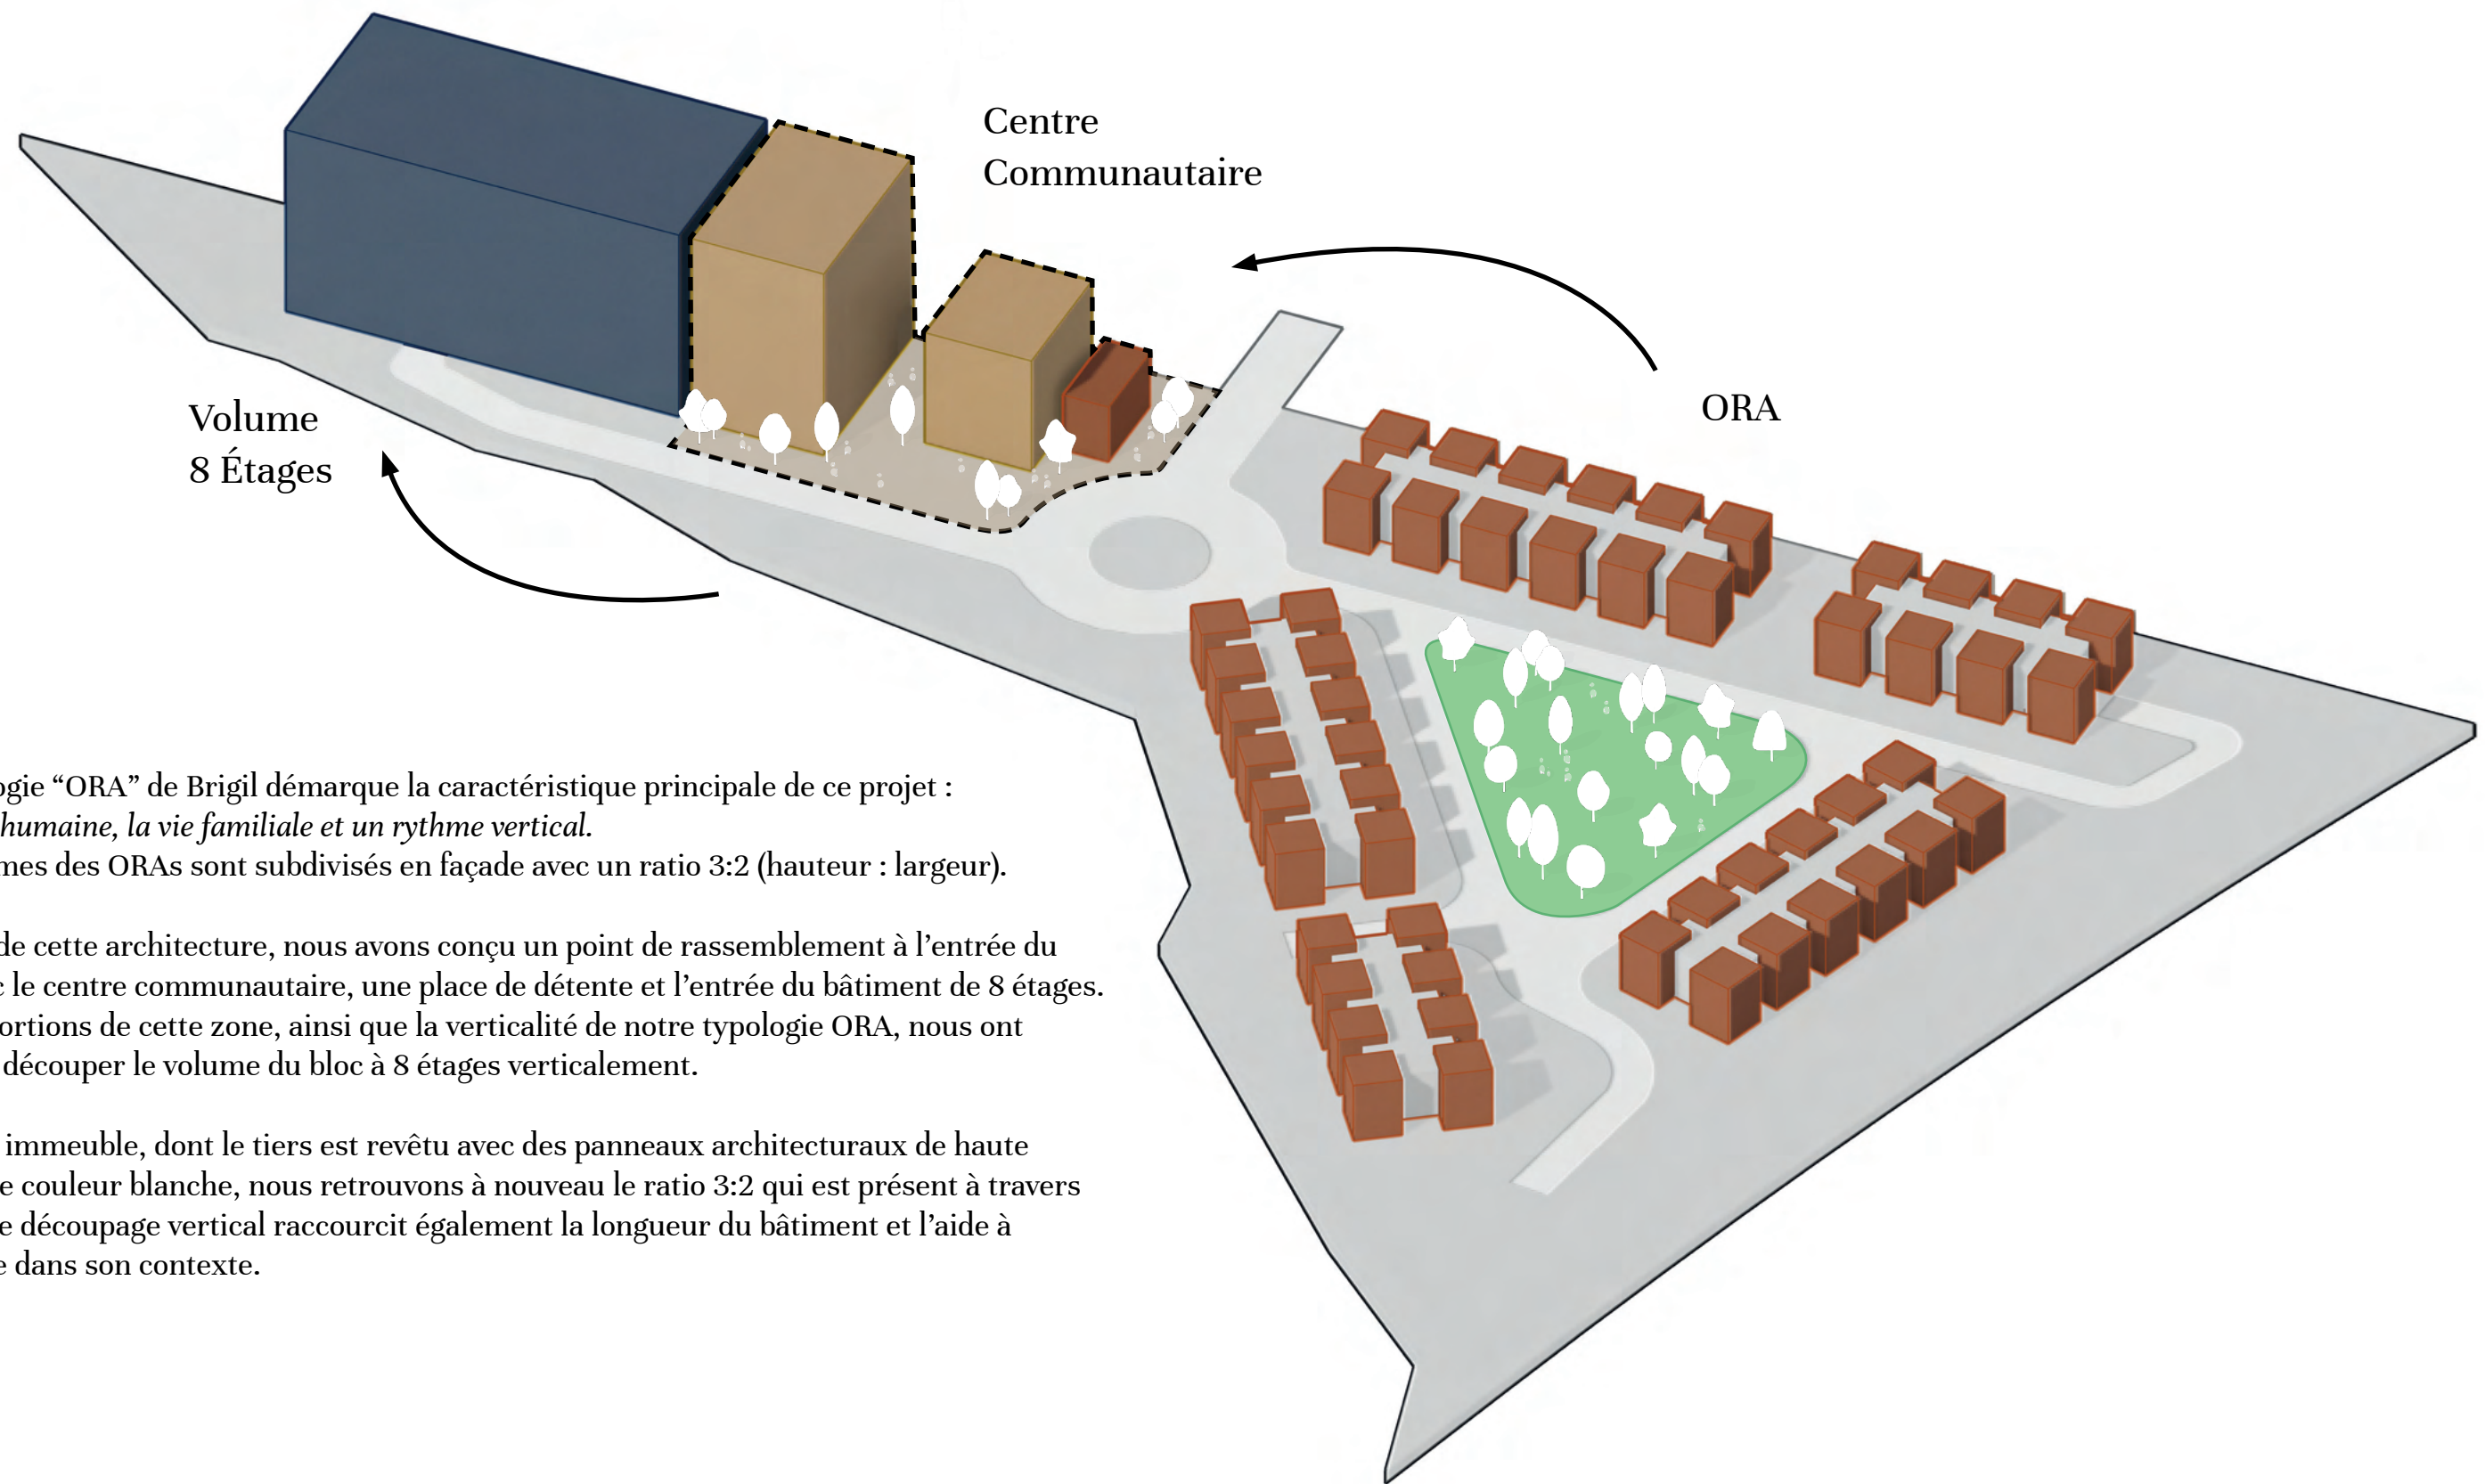 Centre
Communautaire
ORA
Volume
8 Étages
ogie “ORA” de Brigil démarque la caractéristique principale de ce projet :
humaine, la vie familiale et un rythme vertical.
mes des ORAs sont subdivisés en façade avec un ratio 3:2 (hauteur : largeur).
de cette architecture, nous avons conçu un point de rassemblement à l’entrée du
c le centre communautaire, une place de détente et l’entrée du bâtiment de 8 étages.
ortions de cette zone, ainsi que la verticalité de notre typologie ORA, nous ont
découper le volume du bloc à 8 étages verticalement.
immeuble, dont le tiers est revêtu avec des panneaux architecturaux de haute
e couleur blanche, nous retrouvons à nouveau le ratio 3:2 qui est présent à travers
e découpage vertical raccourcit également la longueur du bâtiment et l’aide à
e dans son contexte.